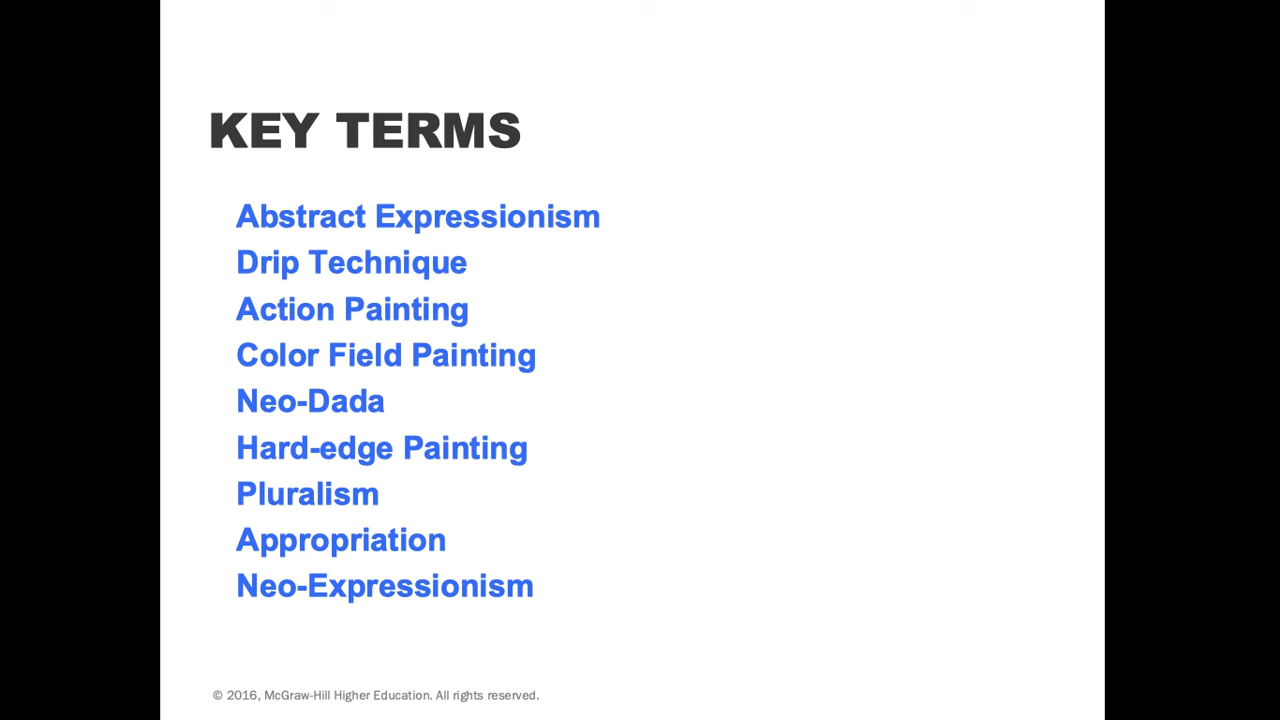 KEY TERMS
Abstract Expressionism
Drip Technique
Action Painting
Color Field Painting
Neo-Dada
Hard-edge Painting
Pluralism
Appropriation
Neo-Expressionism
© 2016, McGraw-Hill Higher Education. All rights reserved.